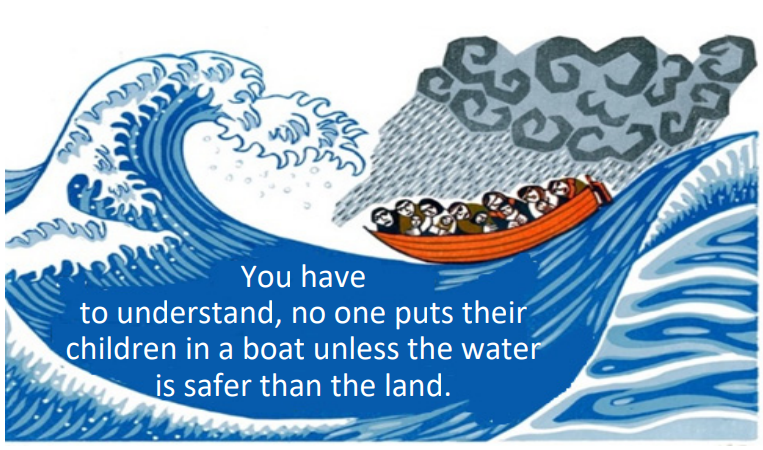 You have
to understand, no one puts their
children in a boat unless the water
is safer than the land.